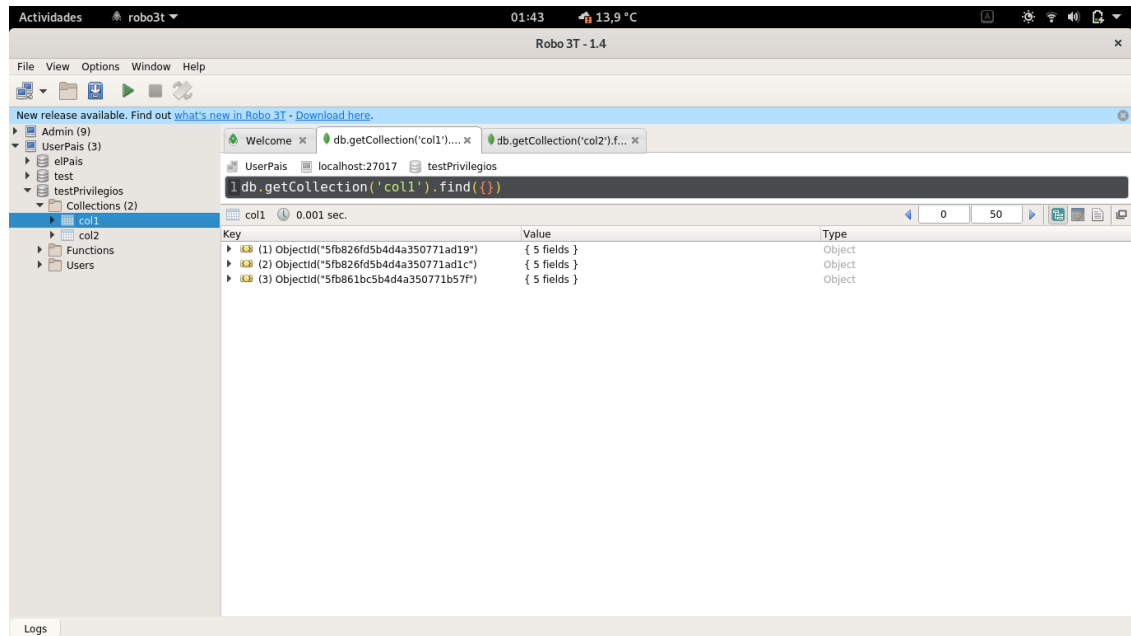 Actividades robo3t 01:43 13,9 °C A
Robo 3T - 1.4 ×
File View Options Window Help
New release available. Find out what's new in Robo 3T - Download here.
Admin (9)
UserPais (3)
elPais
test
testPrivilegios
Collections (2)
col1
col2
Functions
Users
Welcome × db.getCollection('col1').... × db.getCollection('col2').f... ×
UserPais localhost:27017 testPrivilegios
1 db.getCollection('col1').find({})
col1 0.001 sec. 0 50
Key Value Type
(1) ObjectId("5fb826fd5b4d4a350771ad19") { 5 fields } Object
(2) ObjectId("5fb826fd5b4d4a350771ad1c") { 5 fields } Object
(3) ObjectId("5fb861bc5b4d4a350771b57f") { 5 fields } Object
Logs